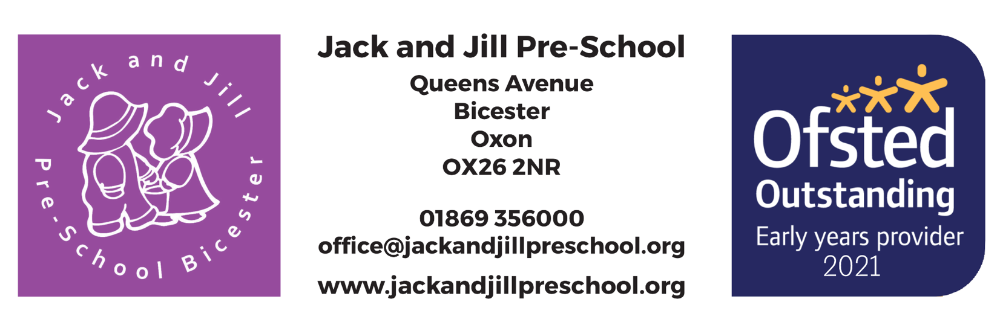 Jack and Jill
Pre-School Bicester
Jack and Jill Pre-School
Queens Avenue
Bicester
Oxon
OX26 2NR
01869 356000
office@jackandjillpreschool.org
www.jackandjillpreschool.org
Ofsted
Outstanding
Early years provider
2021